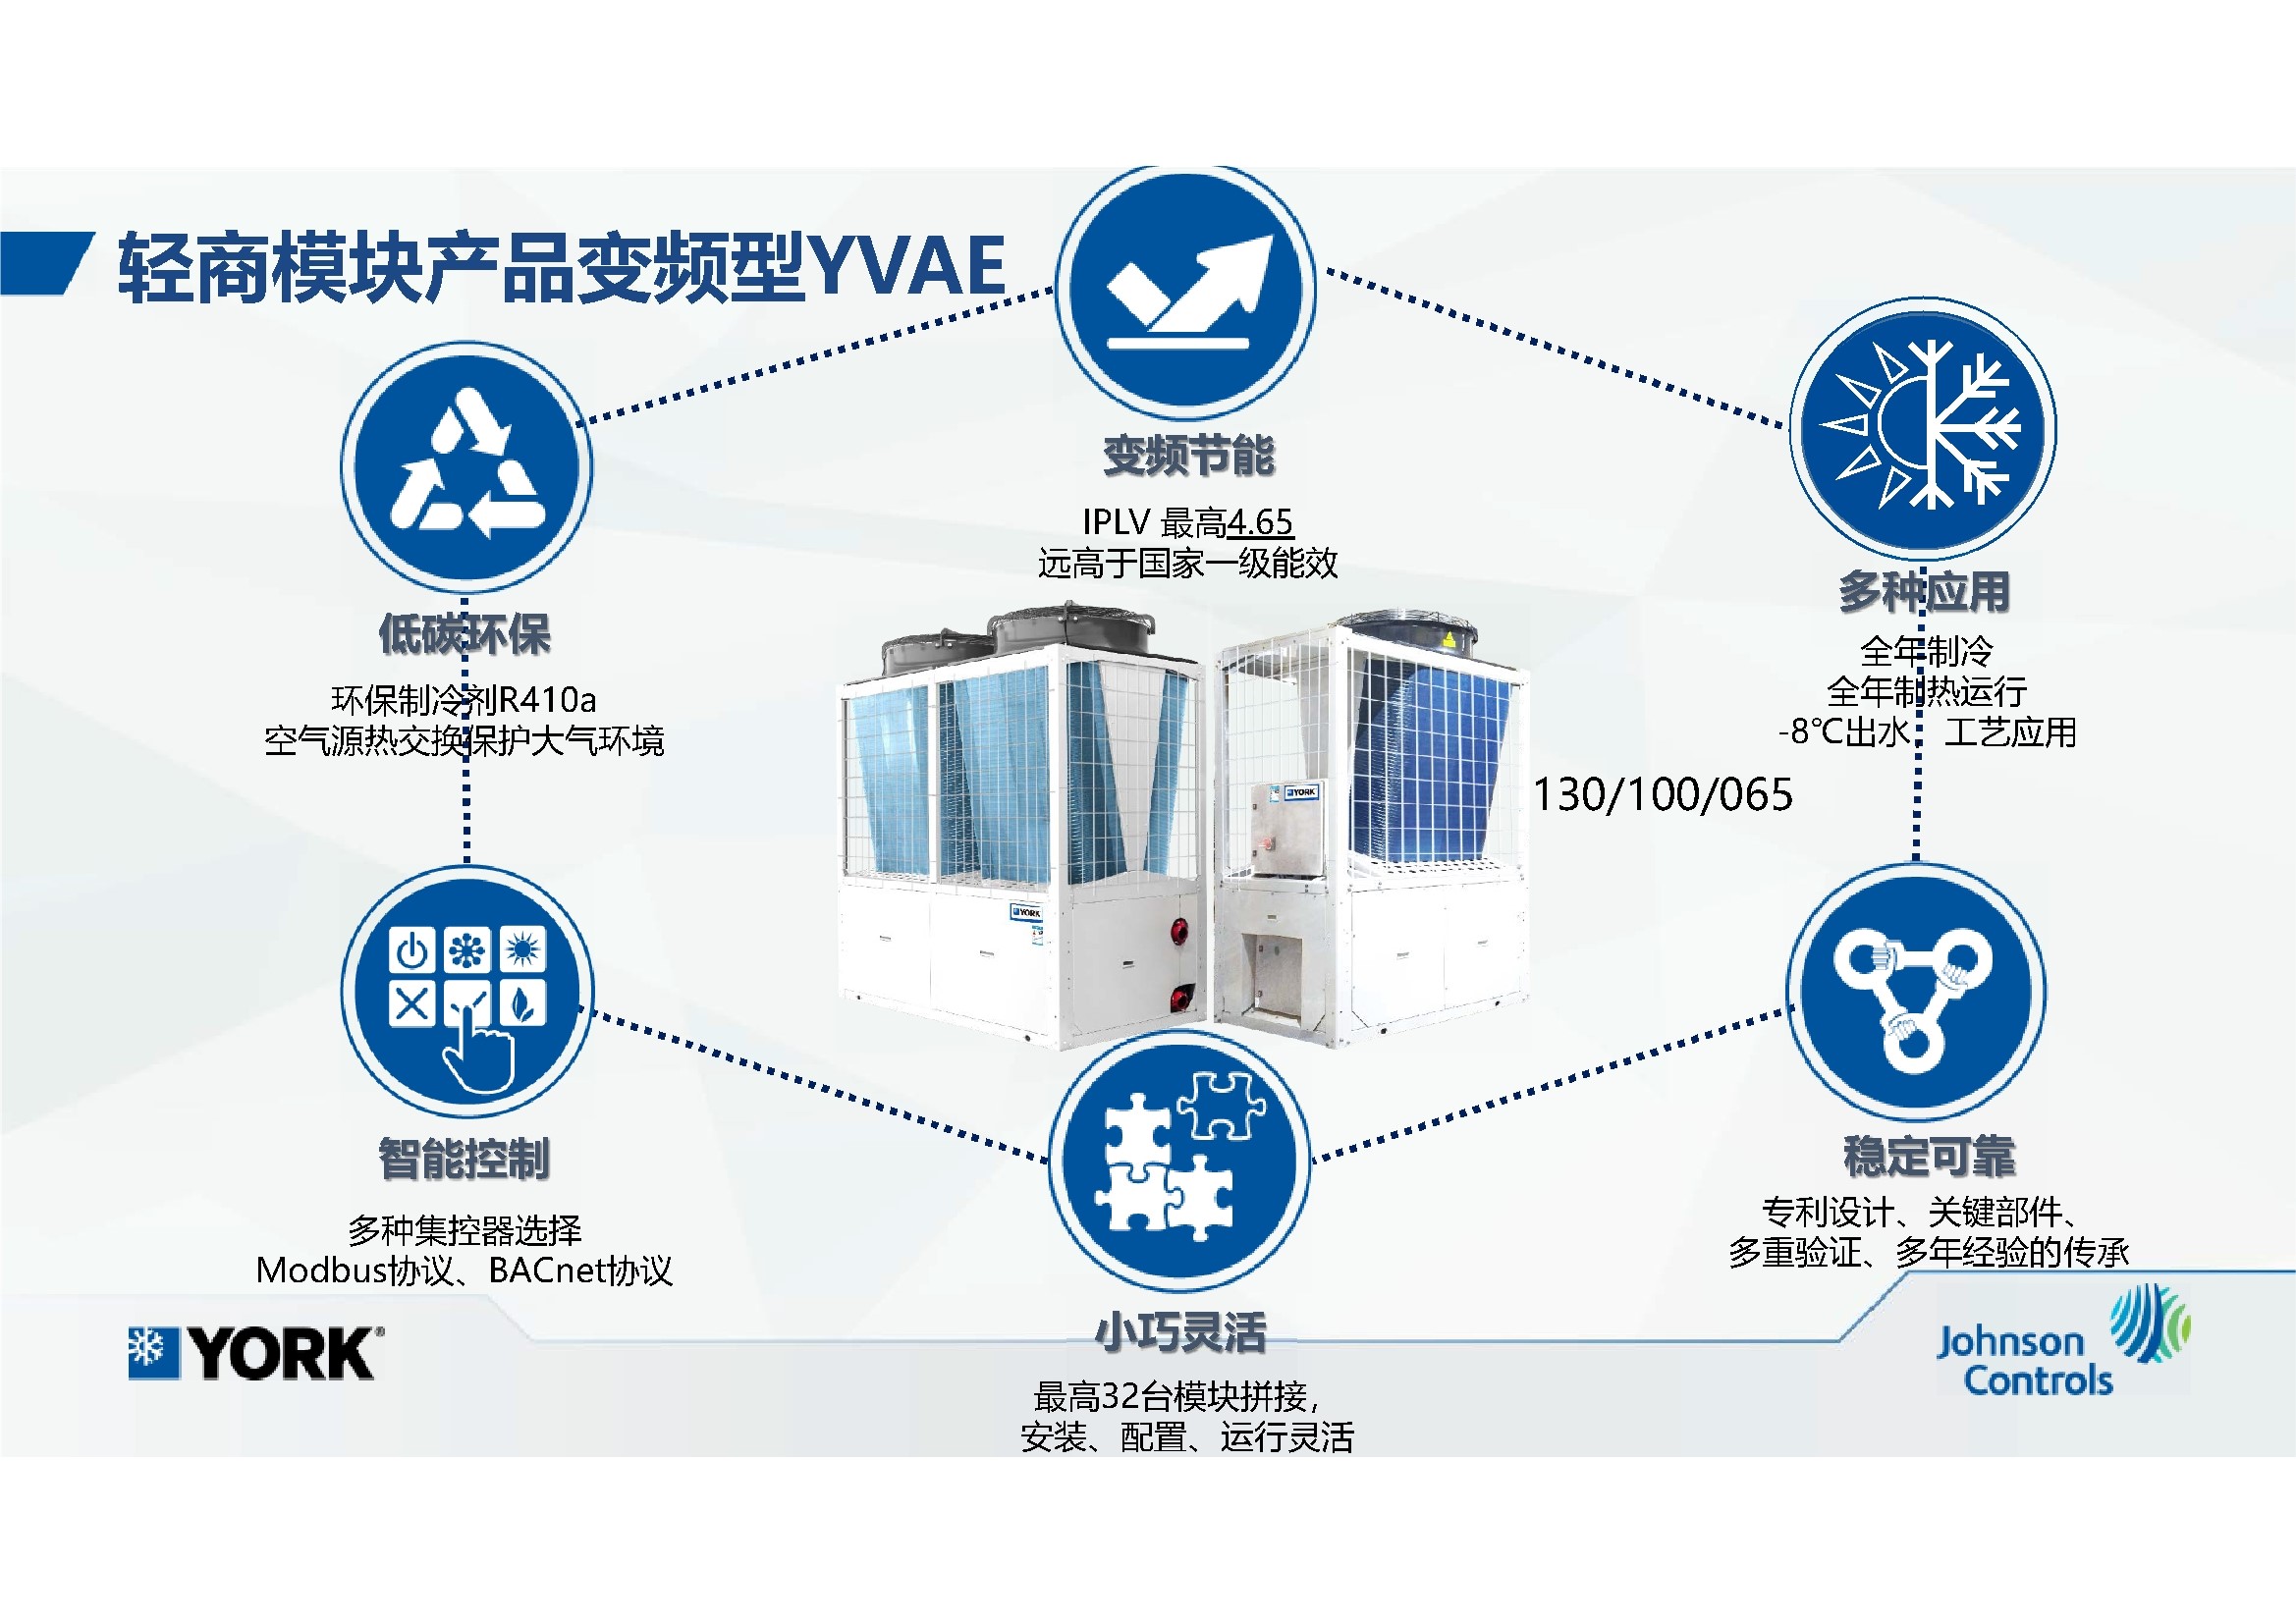 轻商模块产品变频型YVAE
变频节能
IPLV 最高4.65
远高于国家一级能效
多种应用
全年制冷
全年制热运行
-8℃出水， 工艺应用
低碳环保
环保制冷剂R410a
空气源热交换保护大气环境
130/100/065
YORK
YORK
智能控制
多种集控器选择
Modbus协议、BACnet协议
稳定可靠
专利设计、关键部件、
多重验证、多年经验的传承
小巧灵活
最高32台模块拼接，
安装、配置、运行灵活
YORK®
Johnson
Controls